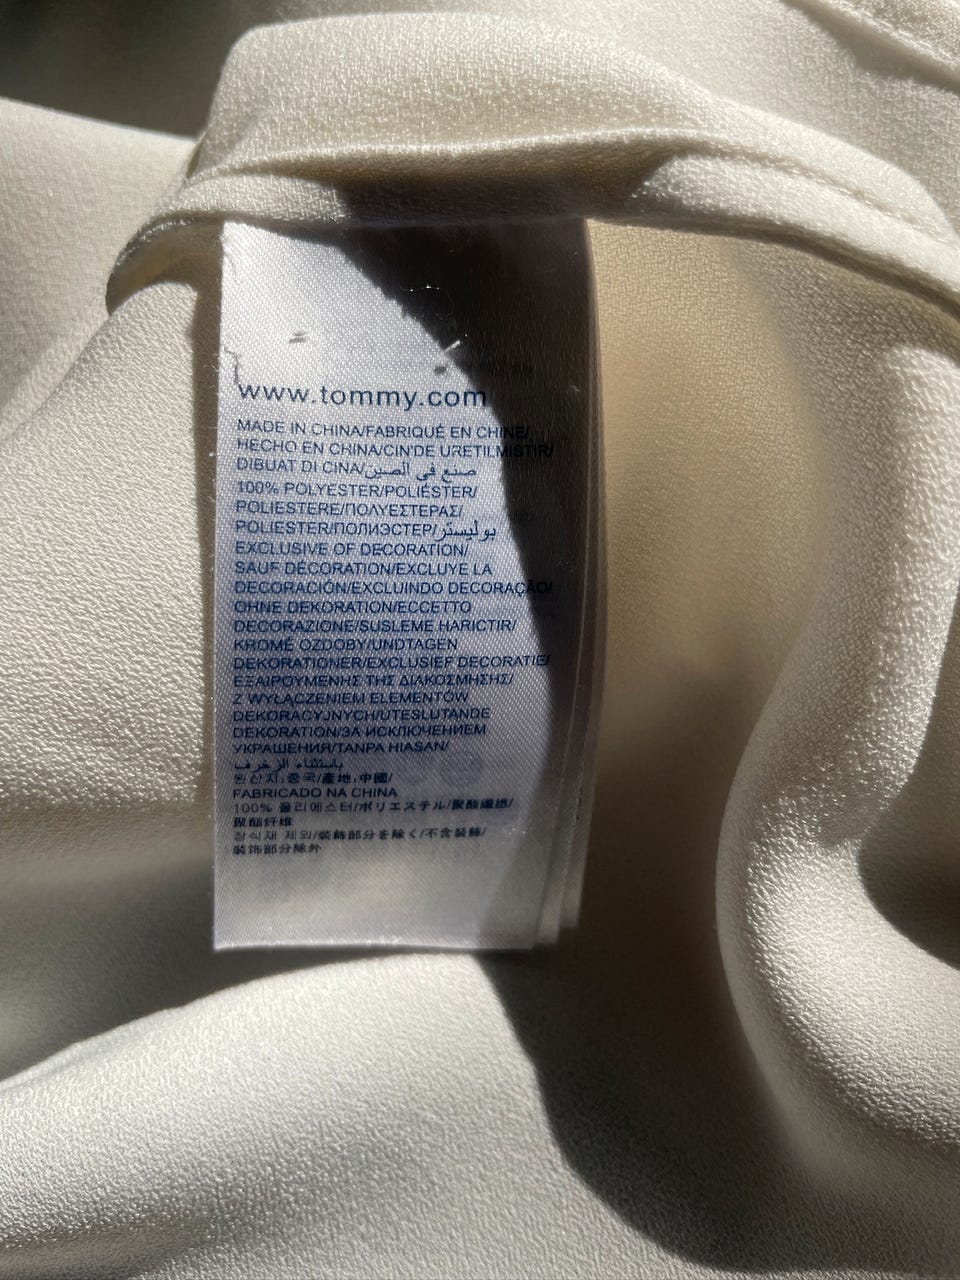 www.tommy.com
MADE IN CHINA/FABRIQUÉ EN CHINE/
HECHO EN CHINA/CIN'DE URETILMISTIR/
DIBUAT DI CINA/صنع في الصين
100% POLYESTER/POLIÉSTER/
POLIESTERE/ΠΟΛΥΕΣΤΕΡΑΣ/
POLIESTER/ПОЛИЭСТЕР/بوليستر
EXCLUSIVE OF DECORATION/
SAUF DÉCORATION/EXCLUYE LA
DECORACIÓN/EXCLUINDO DECORAÇÃO/
OHNE DEKORATION/ECCETTO
DECORAZIONE/SUSLEME HARICTIR/
KROMĚ OZDOBY/UNDTAGEN
DEKORATIONER/EXCLUSIEF DECORATIE/
ΕΞΑΙΡΟΥΜΕΝΗΣ ΤΗΣ ΔΙΑΚΟΣΜΗΣΗΣ/
Z WYŁĄCZENIEM ELEMENTÓW
DEKORACYJNYCH/UTESLUTANDE
DEKORATION/ЗА ИСКЛЮЧЕНИЕМ
УКРАШЕНИЯ/TANPA HIASAN/
باستثناء الزخرف
원산지:중국/產地:中國/
FABRICADO NA CHINA
100% 폴리에스터/ポリエステル/聚酯纖維/
聚酯纤维
장식재 제외/装飾部分を除く/不含裝飾/
装饰部分除外